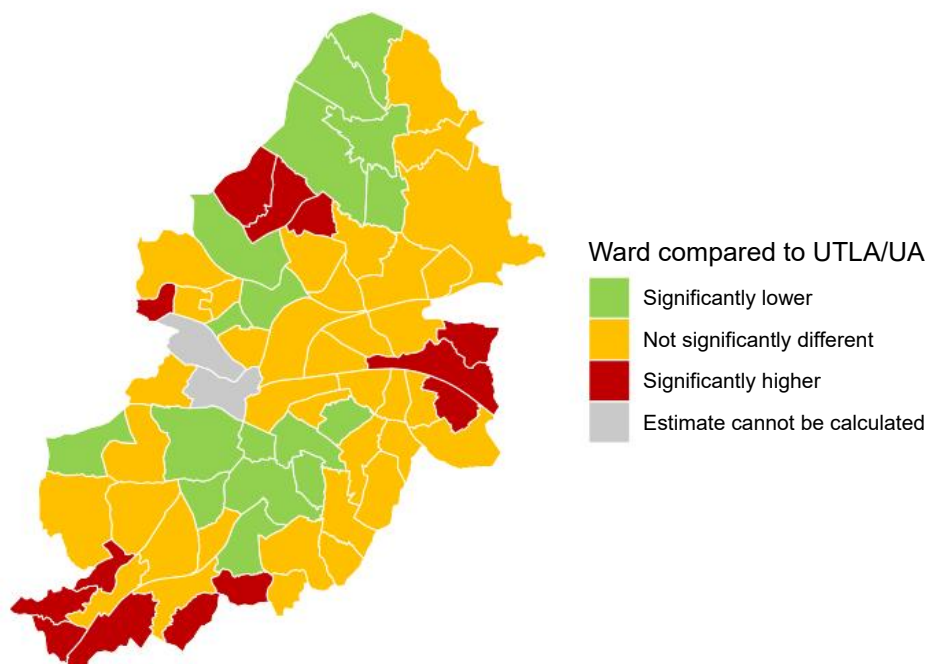 Ward compared to UTLA/UA
Significantly lower
Not significantly different
Significantly higher
Estimate cannot be calculated